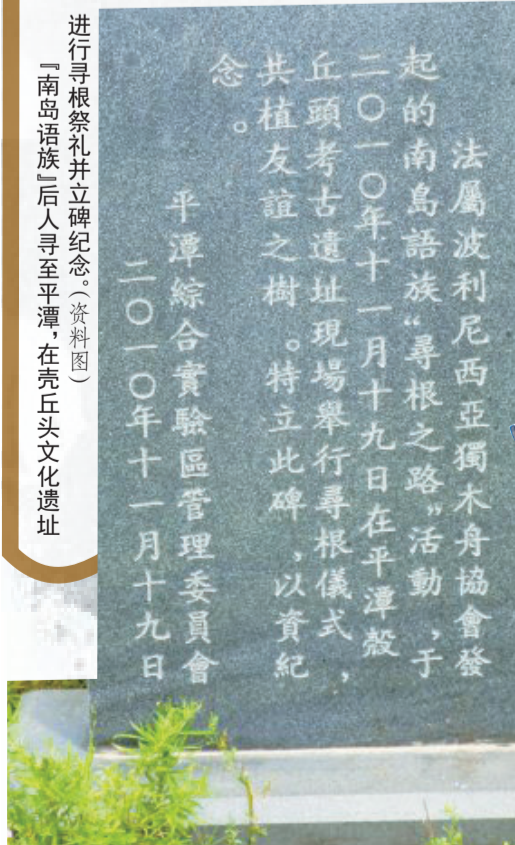 法屬波利尼西亞獨木舟協會發
起的南島語族“尋根之路”活動，于
二〇一〇年十一月十九日在平潭殼
丘頭考古遺址現場舉行尋根儀式，
共植友誼之樹。特立此碑，以資紀
念。
平潭綜合實驗區管理委員會
二〇一〇年十一月十九日
『南岛语族』后人寻至平潭，在壳丘头文化遗址
进行寻根祭礼并立碑纪念。（资料图）